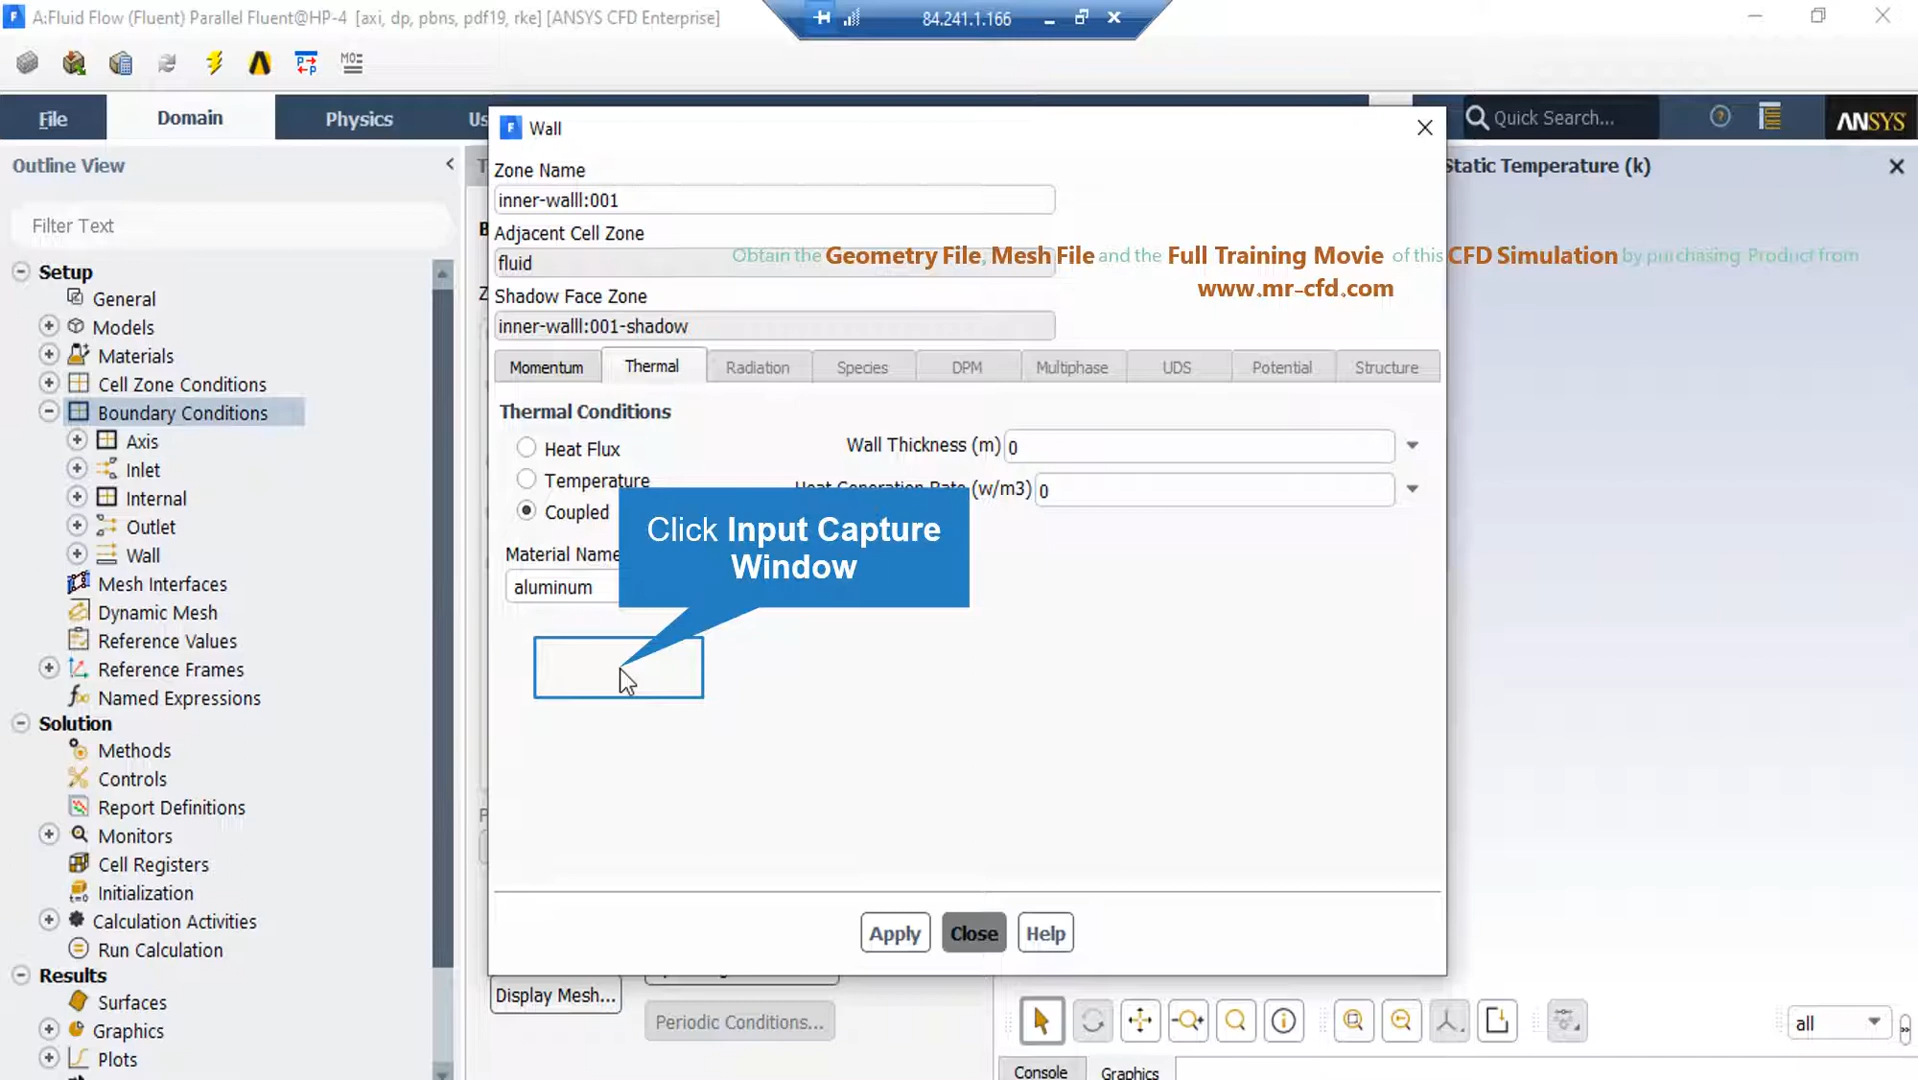 A:Fluid Flow (Fluent) Parallel Fluent@HP-4 [axi, dp, pbns, pdf19, rke] [ANSYS CFD Enterprise]
84.241.1.166
File
Domain
Physics
Us
Quick Search...
ANSYS
Outline View
Filter Text
Setup
General
Models
Materials
Cell Zone Conditions
Boundary Conditions
Axis
Inlet
Internal
Outlet
Wall
Mesh Interfaces
Dynamic Mesh
Reference Values
Reference Frames
Named Expressions
Solution
Methods
Controls
Report Definitions
Monitors
Cell Registers
Initialization
Calculation Activities
Run Calculation
Results
Surfaces
Graphics
Plots
Wall
Zone Name
inner-walll:001
Adjacent Cell Zone
fluid
Obtain the Geometry File, Mesh File and the Full Training Movie of this CFD Simulation by purchasing Product from
www.mr-cfd.com
Shadow Face Zone
inner-walll:001-shadow
Momentum
Thermal
Radiation
Species
DPM
Multiphase
UDS
Potential
Structure
Thermal Conditions
Heat Flux
Temperature
Coupled
Wall Thickness (m) 0
Heat Generation Rate (w/m3) 0
Material Name
aluminum
Click Input Capture
Window
Apply
Close
Help
Display Mesh...
Periodic Conditions...
Static Temperature (k)
all
Console
Graphics